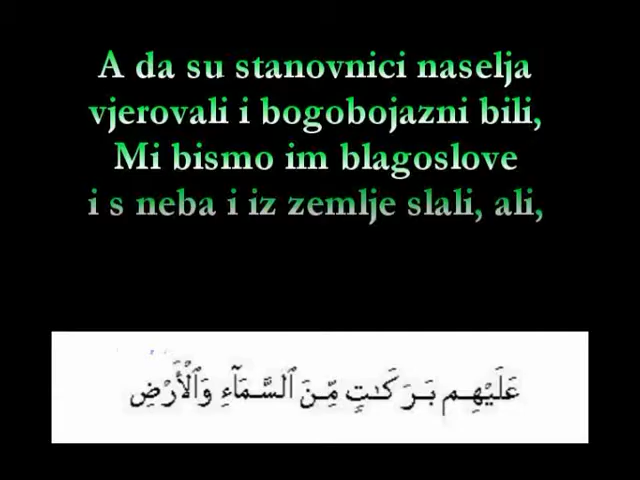 A da su stanovnici naselja
vjerovali i bogobojazni bili,
Mi bismo im blagoslove
i s neba i iz zemlje slali, ali,
عَلَيْهِم بَرَكَٰتٍ مِّنَ ٱلسَّمَآءِ وَٱلْأَرْضِ